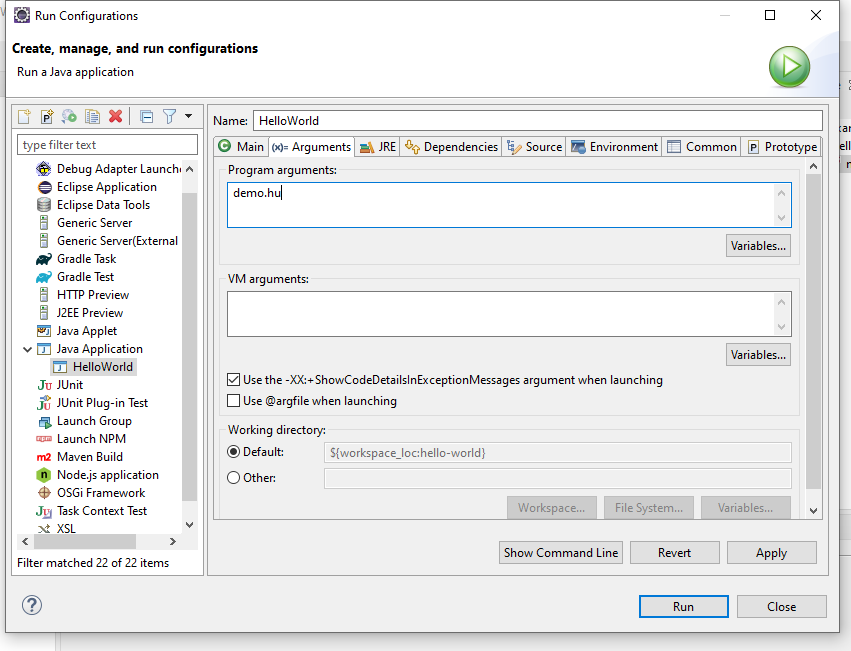 Run Configurations
Create, manage, and run configurations
Run a Java application
type filter text
Debug Adapter Launche
Eclipse Application
Eclipse Data Tools
Generic Server
Generic Server(External
Gradle Task
Gradle Test
HTTP Preview
J2EE Preview
Java Applet
Java Application
HelloWorld
JUnit
JUnit Plug-in Test
Launch Group
Launch NPM
Maven Build
Node.js application
OSGi Framework
Task Context Test
XSL
Filter matched 22 of 22 items
Name: HelloWorld
Main (x)= Arguments JRE Dependencies Source Environment Common Prototype
Program arguments:
demo.hu
Variables...
VM arguments:
Variables...
Use the -XX:+ShowCodeDetailsInExceptionMessages argument when launching
Use @argfile when launching
Working directory:
Default: ${workspace_loc:hello-world}
Other:
Workspace... File System... Variables...
Show Command Line Revert Apply
Run Close